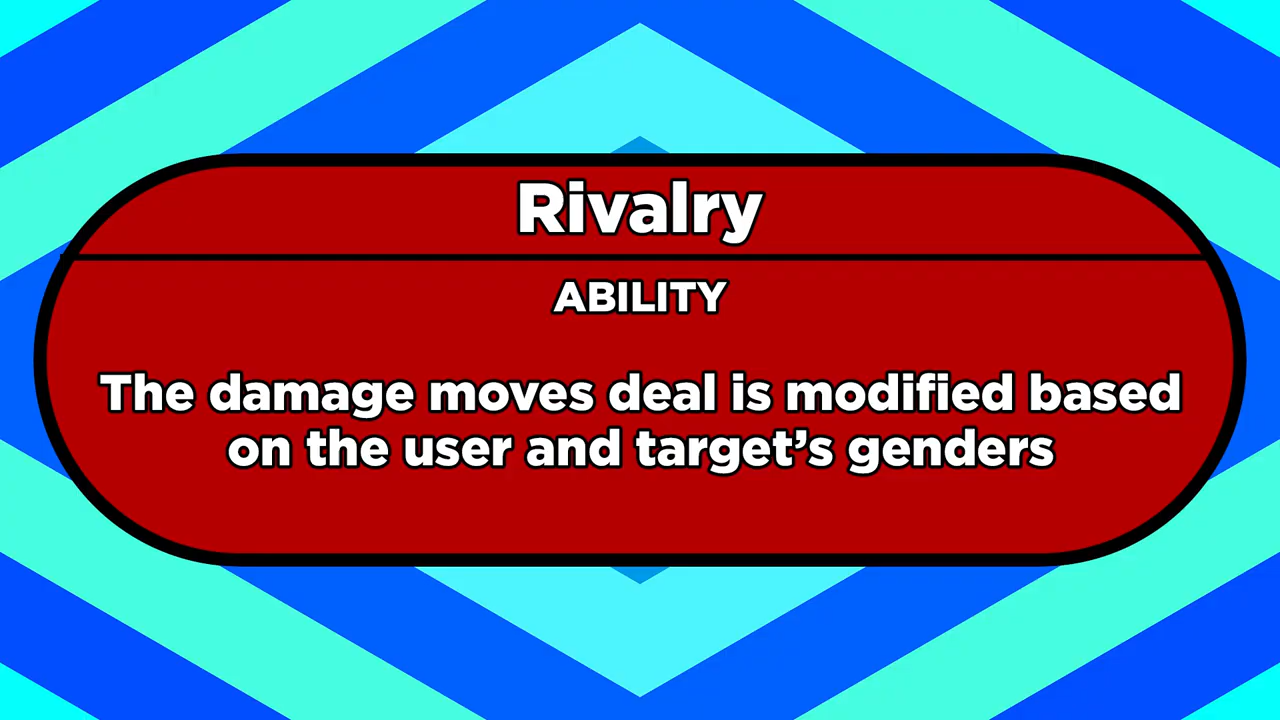 Rivalry
ABILITY
The damage moves deal is modified based
on the user and target’s genders